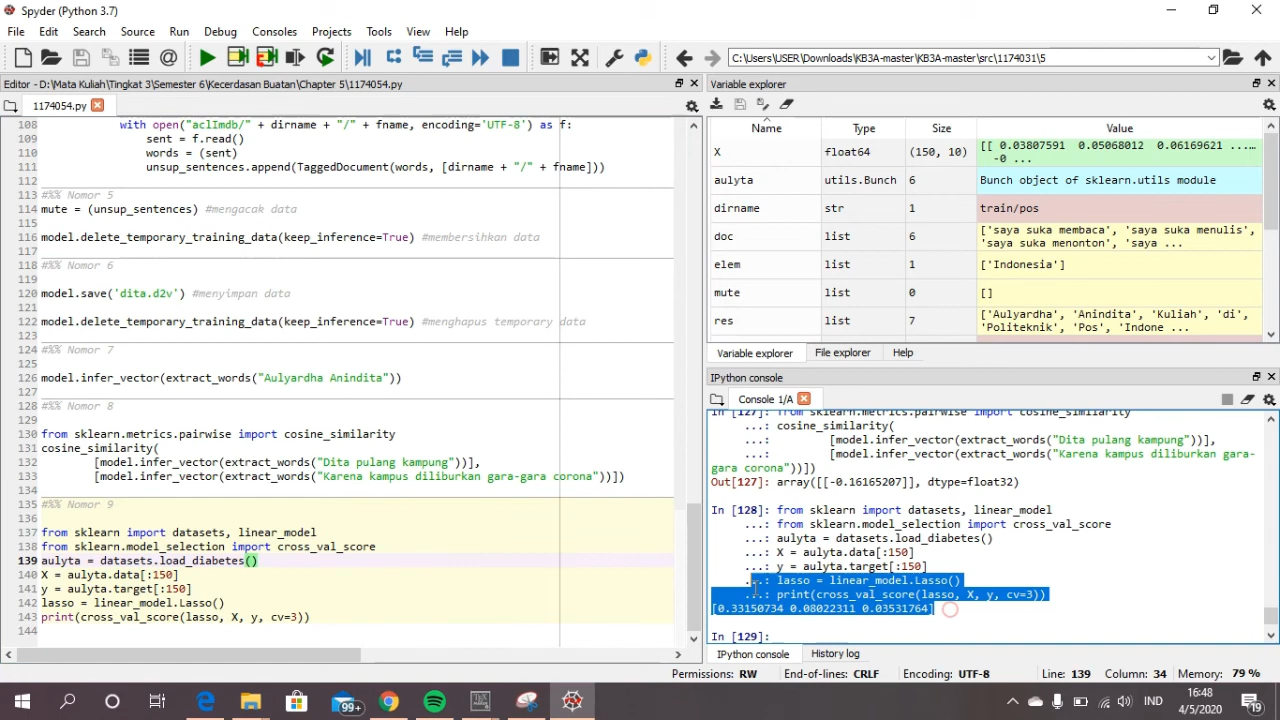 Spyder (Python 3.7)
File Edit Search Source Run Debug Consoles Projects Tools View Help
C:\Users\USER\Downloads\KB3A-master\KB3A-master\src\1174031\5
Editor - D:\Mata Kuliah\Tingkat 3\Semester 6\Kecerdasan Buatan\Chapter 5\1174054.py
1174054.py
108 with open("aclImdb/" + dirname + "/" + fname, encoding='UTF-8') as f:
109 sent = f.read()
110 words = (sent)
111 unsup_sentences.append(TaggedDocument(words, [dirname + "/" + fname]))
112
113 #%% Nomor 5
114 mute = (unsup_sentences) #mengacak data
115
116 model.delete_temporary_training_data(keep_inference=True) #membersihkan data
117
118 #%% Nomor 6
119
120 model.save('dita.d2v') #menyimpan data
121
122 model.delete_temporary_training_data(keep_inference=True) #menghapus temporary data
123
124 #%% Nomor 7
125
126 model.infer_vector(extract_words("Aulyardha Anindita"))
127
128 #%% Nomor 8
129
130 from sklearn.metrics.pairwise import cosine_similarity
131 cosine_similarity(
132 [model.infer_vector(extract_words("Dita pulang kampung"))],
133 [model.infer_vector(extract_words("Karena kampus diliburkan gara-gara corona"))])
134
135 #%% Nomor 9
136
137 from sklearn import datasets, linear_model
138 from sklearn.model_selection import cross_val_score
139 aulyta = datasets.load_diabetes()
140 X = aulyta.data[:150]
141 y = aulyta.target[:150]
142 lasso = linear_model.Lasso()
143 print(cross_val_score(lasso, X, y, cv=3))
144
Variable explorer
Name Type Size Value
X float64 (150, 10) [[ 0.03807591 0.05068012 0.06169621 ...…
-0 ...
aulyta utils.Bunch 6 Bunch object of sklearn.utils module
dirname str 1 train/pos
doc list 6 ['saya suka membaca', 'saya suka menulis',
'saya suka menonton', 'saya ...
elem list 1 ['Indonesia']
mute list 0 []
res list 7 ['Aulyardha', 'Anindita', 'Kuliah', 'di',
'Politeknik', 'Pos', 'Indone ...
Variable explorer File explorer Help
IPython console
Console 1/A
In [127]: from sklearn.metrics.pairwise import cosine_similarity
...: cosine_similarity(
...: [model.infer_vector(extract_words("Dita pulang kampung"))],
...: [model.infer_vector(extract_words("Karena kampus diliburkan gara-
gara corona"))])
Out[127]: array([[-0.16165207]], dtype=float32)
In [128]: from sklearn import datasets, linear_model
...: from sklearn.model_selection import cross_val_score
...: aulyta = datasets.load_diabetes()
...: X = aulyta.data[:150]
...: y = aulyta.target[:150]
...: lasso = linear_model.Lasso()
...: print(cross_val_score(lasso, X, y, cv=3))
[0.33150734 0.08022311 0.03531764]
In [129]:
IPython console History log
Permissions: RW End-of-lines: CRLF Encoding: UTF-8 Line: 139 Column: 34 Memory: 79 %
99+ IND 16:48
4/5/2020 19